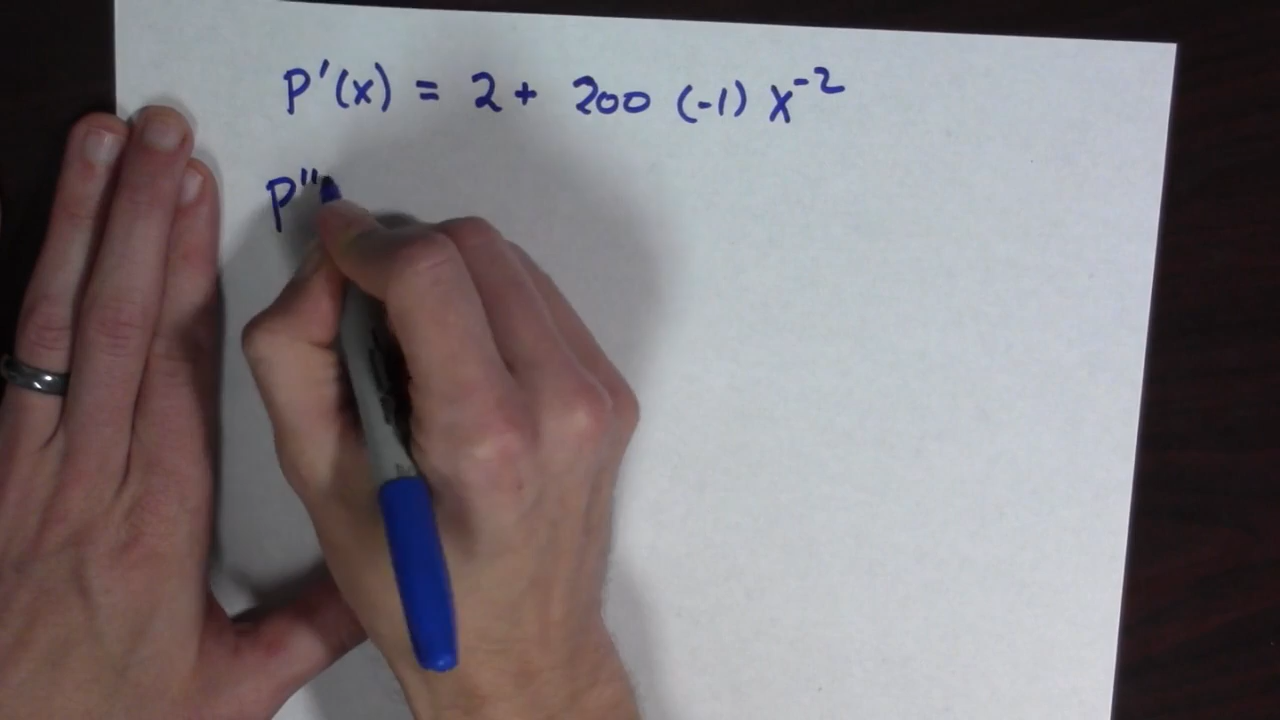 P'(x) = 2 + 200 (-1) x⁻²
P''